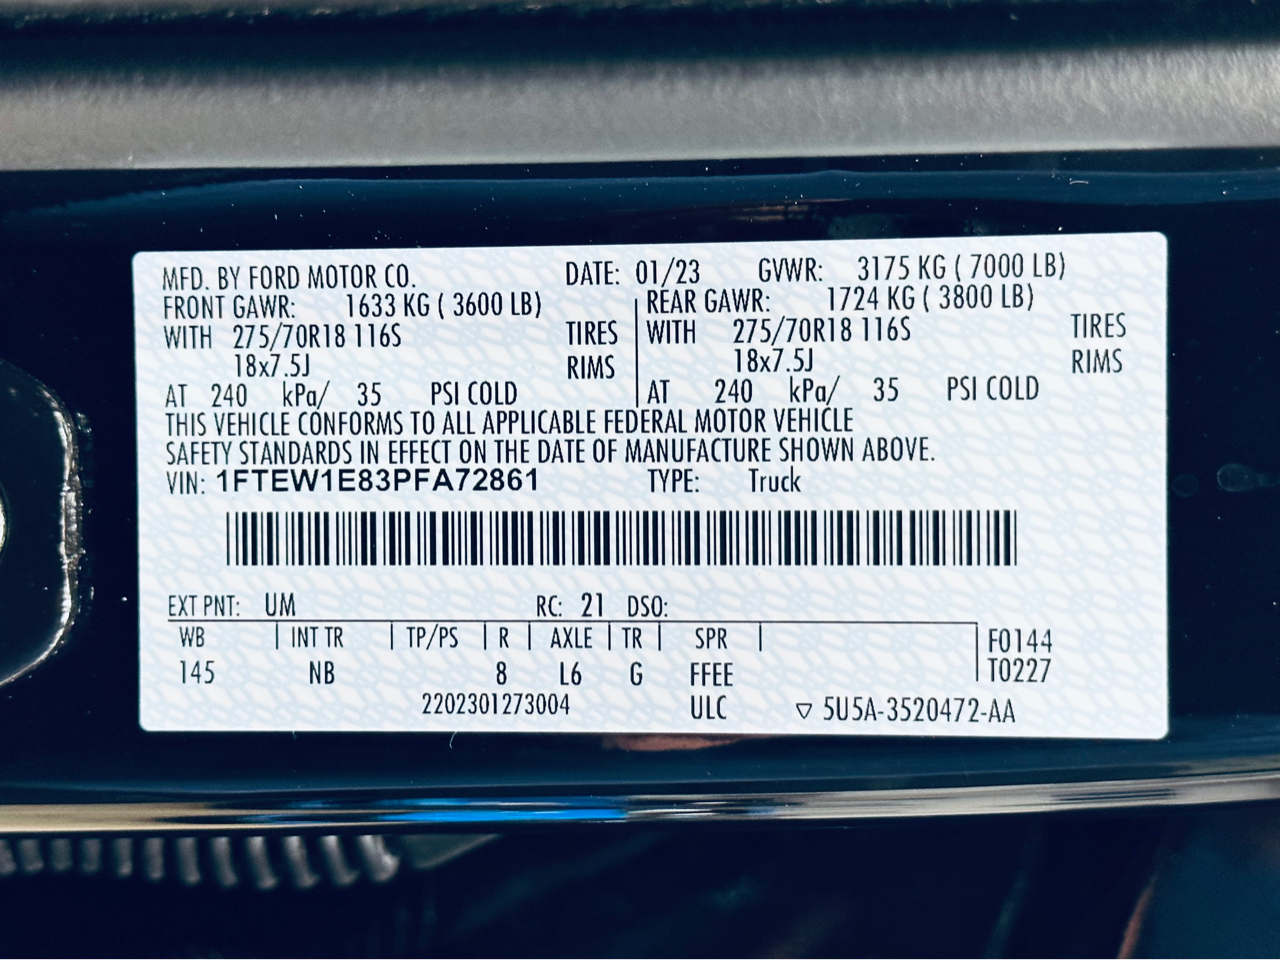 MFD. BY FORD MOTOR CO. DATE: 01/23 GVWR: 3175 KG ( 7000 LB)
FRONT GAWR: 1633 KG ( 3600 LB) REAR GAWR: 1724 KG ( 3800 LB)
WITH 275/70R18 116S TIRES WITH 275/70R18 116S TIRES
18x7.5J RIMS 18x7.5J RIMS
AT 240 kPa/ 35 PSI COLD AT 240 kPa/ 35 PSI COLD
THIS VEHICLE CONFORMS TO ALL APPLICABLE FEDERAL MOTOR VEHICLE
SAFETY STANDARDS IN EFFECT ON THE DATE OF MANUFACTURE SHOWN ABOVE.
VIN: 1FTEW1E83PFA72861 TYPE: Truck
EXT PNT: UM RC: 21 DSO:
WB INT TR TP/PS R AXLE TR SPR F0144
145 NB 8 L6 G FFEE T0227
2202301273004 ULC ▽ 5U5A-3520472-AA